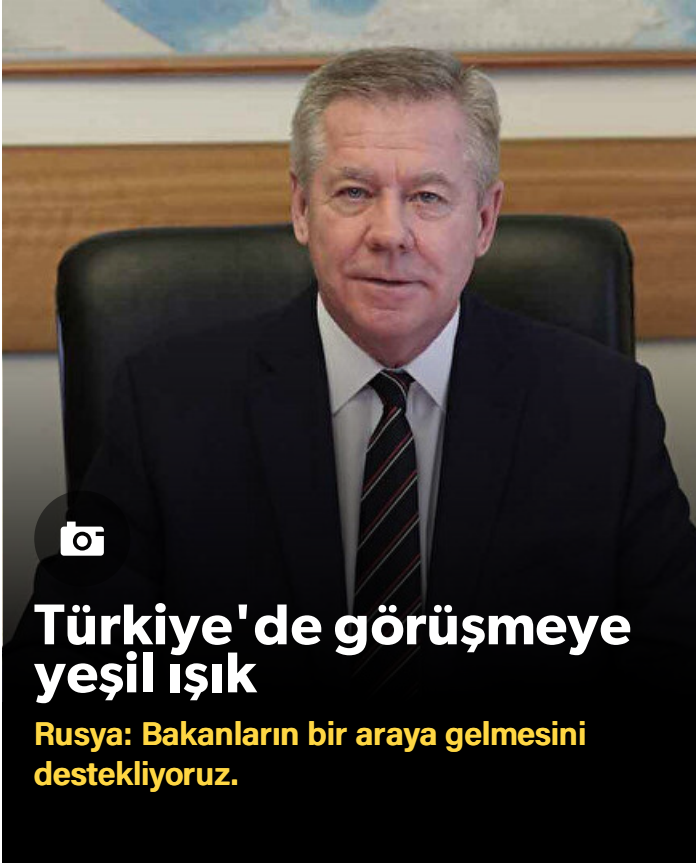 Türkiye'de görüşmeye
yeşil ışık
Rusya: Bakanların bir araya gelmesini
destekliyoruz.